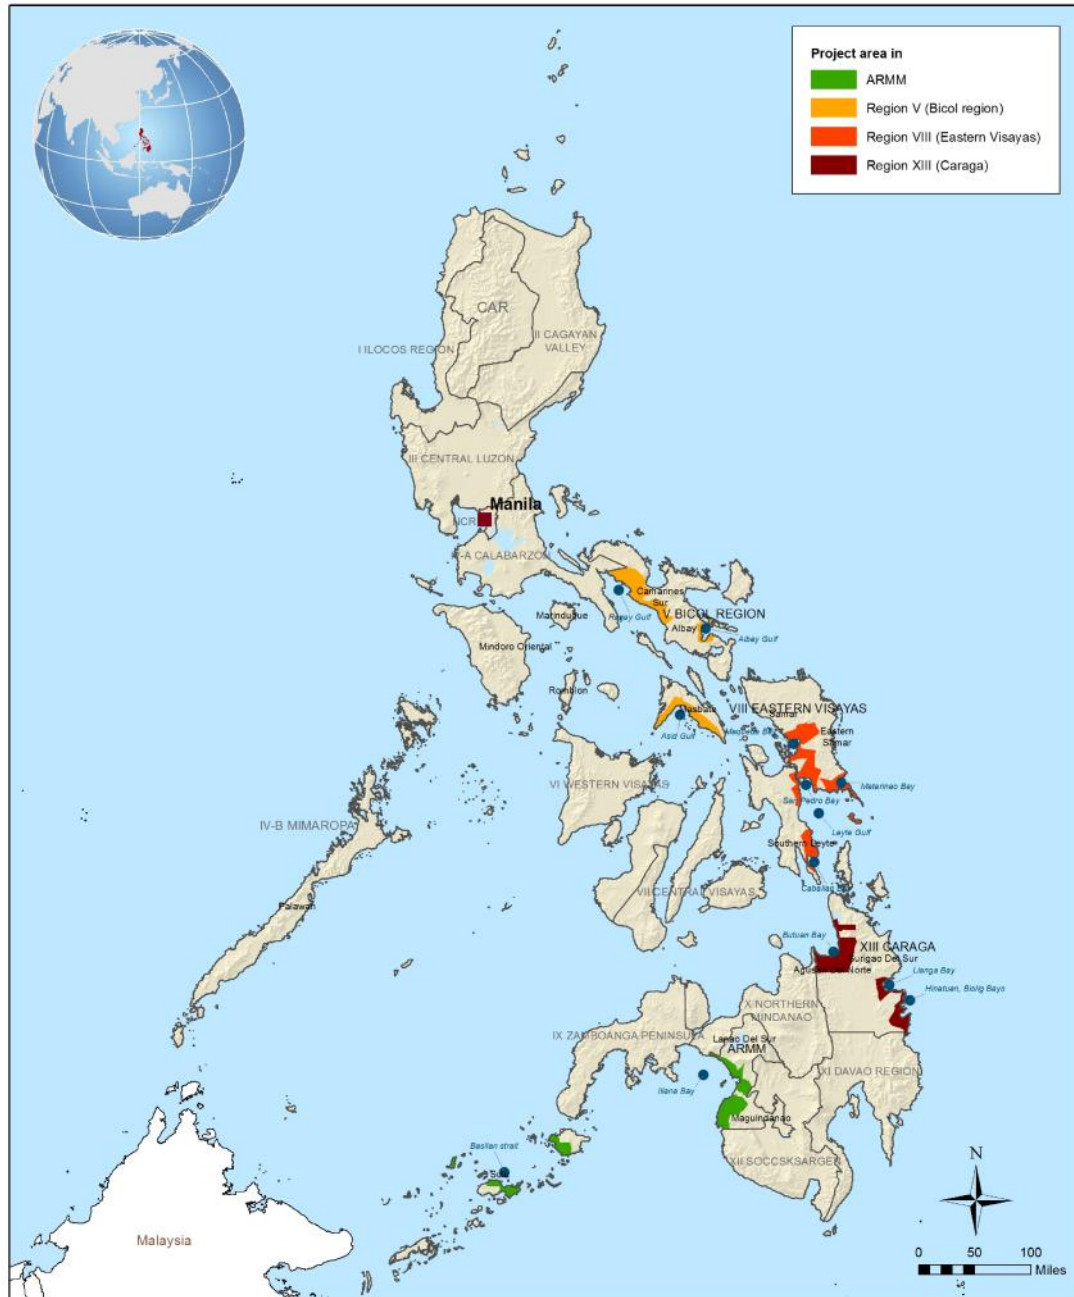 Project area in
ARMM
Region V (Bicol region)
Region VIII (Eastern Visayas)
Region XIII (Caraga)
CAR
II CAGAYAN
VALLEY
I ILOCOS REGION
III CENTRAL LUZON
Manila
NCR
IV-A CALABARZON
Camarines
Sur
Ragay Gulf
V BICOL REGION
Marinduque
Albay
Albay Gulf
Mindoro Oriental
Romblon
Masbate
VIII EASTERN VISAYAS
Samar
Asid Gulf
Eastern
Samar
VI WESTERN VISAYAS
Matarinao Bay
San Pedro Bay
IV-B MIMAROPA
Leyte Gulf
Southern Leyte
VII CENTRAL VISAYAS
Palawan
Butuan Bay
XIII CARAGA
Surigao Del Sur
Agusan Del Norte
Lianga Bay
Hinatuan, Bislig Bays
X NORTHERN
MINDANAO
IX ZAMBOANGA PENINSULA
Lanao Del Sur
ARMM
XI DAVAO REGION
Illana Bay
Maguindanao
Basilan strait
XII SOCCSKSARGEN
Sulu
N
Malaysia
0 25 50 100
Miles